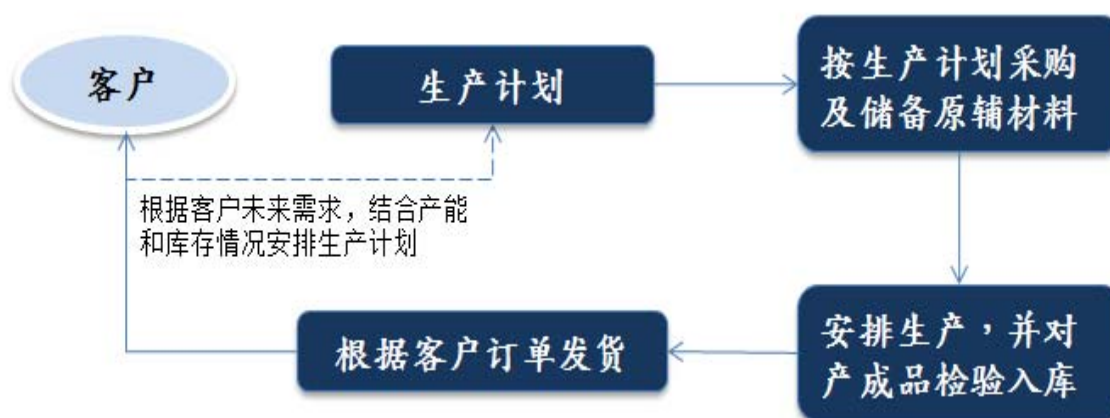 客户
生产计划
按生产计划采购
及储备原辅材料
根据客户未来需求，结合产能
和库存情况安排生产计划
根据客户订单发货
安排生产，并对
产成品检验入库